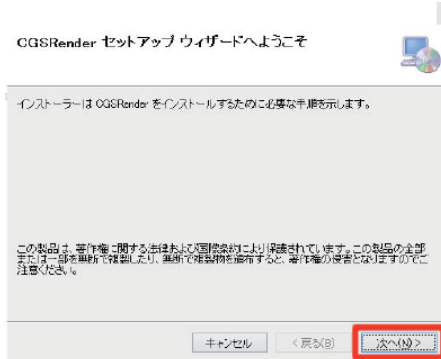 CGSRender セットアップ ウィザードへようこそ
インストーラーは CGSRender をインストールするために必要な手順を示します。
この製品は、著作権に関する法律および国際条約により保護されています。この製品の全部
または一部を無断で複製したり、無断で複製物を頒布すると、著作権の侵害となりますのでご
注意ください。
キャンセル
< 戻る(B)
次へ(N) >